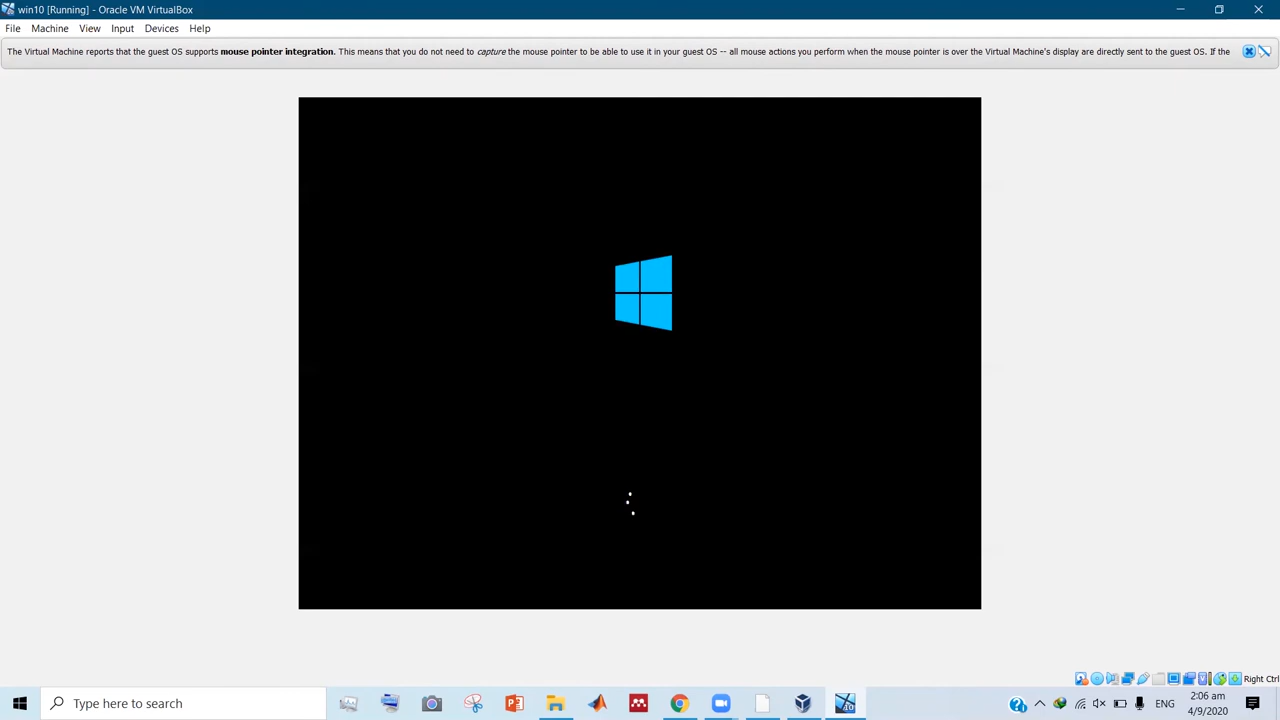 win10 [Running] - Oracle VM VirtualBox
File Machine View Input Devices Help
The Virtual Machine reports that the guest OS supports mouse pointer integration. This means that you do not need to capture the mouse pointer to be able to use it in your guest OS -- all mouse actions you perform when the mouse pointer is over the Virtual Machine's display are directly sent to the guest OS. If the
Right Ctrl
Type here to search
ENG
2:06 am
4/9/2020